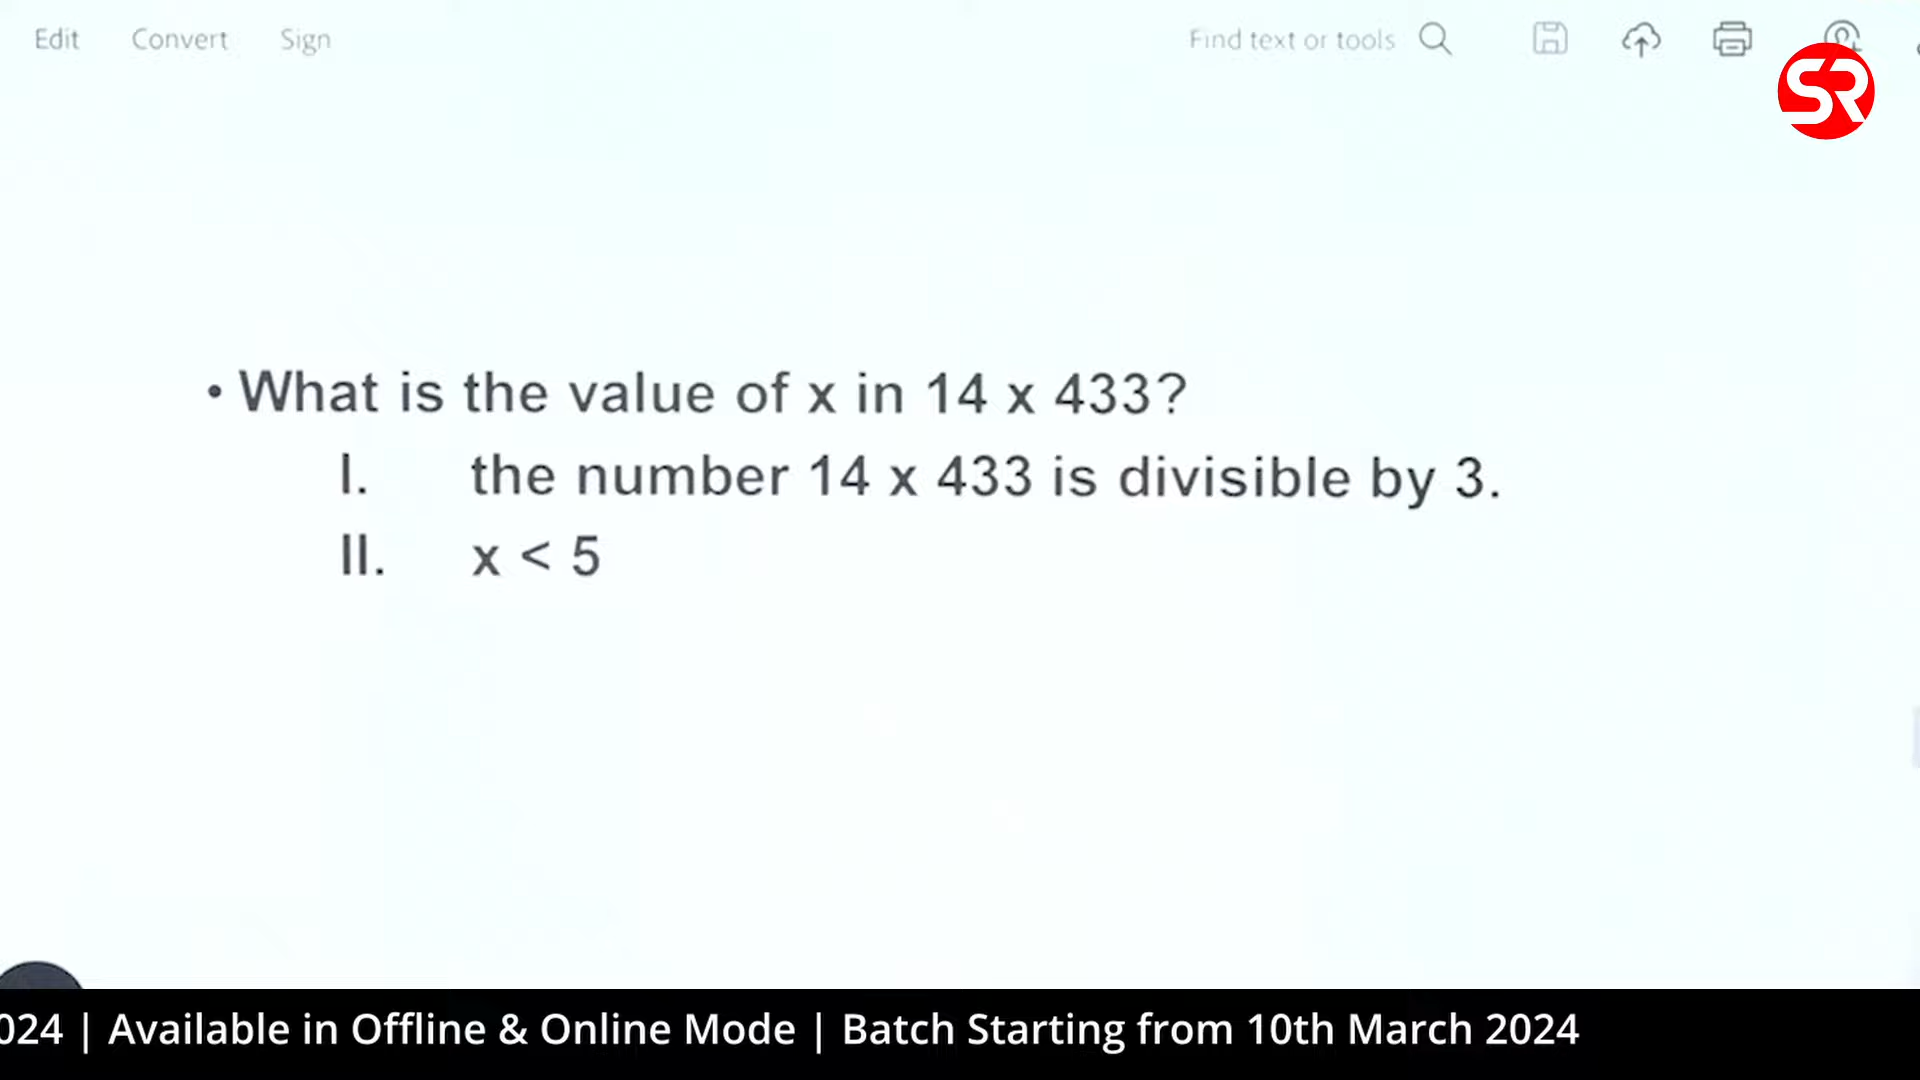 Edit Convert Sign Find text or tools
SR
• What is the value of x in 14 x 433?
I. the number 14 x 433 is divisible by 3.
II. x < 5
024 | Available in Offline & Online Mode | Batch Starting from 10th March 2024